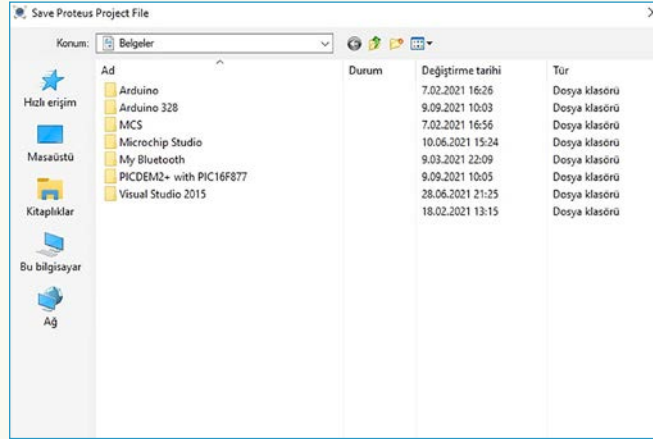 Save Proteus Project File
Konum: Belgeler
Ad Durum Değiştirme tarihi Tür
Arduino 7.02.2021 16:26 Dosya klasörü
Arduino 328 9.09.2021 10:03 Dosya klasörü
MCS 7.02.2021 16:56 Dosya klasörü
Microchip Studio 10.06.2021 15:24 Dosya klasörü
My Bluetooth 9.03.2021 22:09 Dosya klasörü
PICDEM2+ with PIC16F877 9.09.2021 10:05 Dosya klasörü
Visual Studio 2015 28.06.2021 21:25 Dosya klasörü
18.02.2021 13:15 Dosya klasörü
Hızlı erişim
Masaüstü
Kitaplıklar
Bu bilgisayar
Ağ